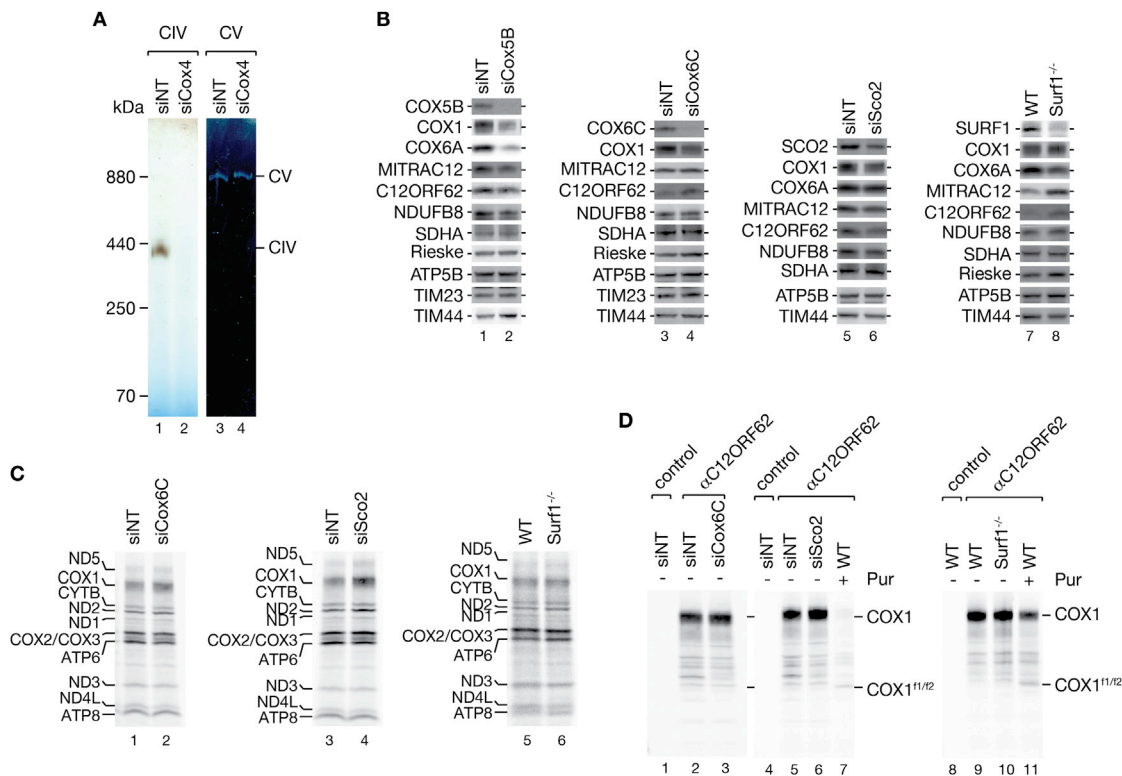 A
CIV CV
siNT siCox4 siNT siCox4
kDa
880
440
250
70
CV
CIV
1 2 3 4
B
siNT siCox5B
COX5B
COX1
COX6A
MITRAC12
C12ORF62
NDUFB8
SDHA
Rieske
ATP5B
TIM23
TIM44
1 2
siNT siCox6C
COX6C
COX1
MITRAC12
C12ORF62
NDUFB8
SDHA
Rieske
ATP5B
TIM23
TIM44
3 4
siNT siSco2
SCO2
COX1
COX6A
MITRAC12
C12ORF62
NDUFB8
SDHA
ATP5B
TIM44
5 6
WT Surf1-/-
SURF1
COX1
COX6A
MITRAC12
C12ORF62
NDUFB8
SDHA
Rieske
ATP5B
TIM44
7 8
C
siNT siCox6C
ND5
COX1
CYTB
ND2
ND1
COX2/COX3
ATP6
ND3
ND4L
ATP8
1 2
siNT siSco2
ND5
COX1
CYTB
ND2
ND1
COX2/COX3
ATP6
ND3
ND4L
ATP8
3 4
WT Surf1-/-
ND5
COX1
CYTB
ND2
ND1
COX2/COX3
ATP6
ND3
ND4L
ATP8
5 6
D
control αC12ORF62 control αC12ORF62 control αC12ORF62
siNT siNT siCox6C siNT siNT siSco2 WT WT WT Surf1-/- WT
- - - - - - + Pur - - - + Pur
COX1 COX1
COX1f1/f2 COX1f1/f2
1 2 3 4 5 6 7 8 9 10 11